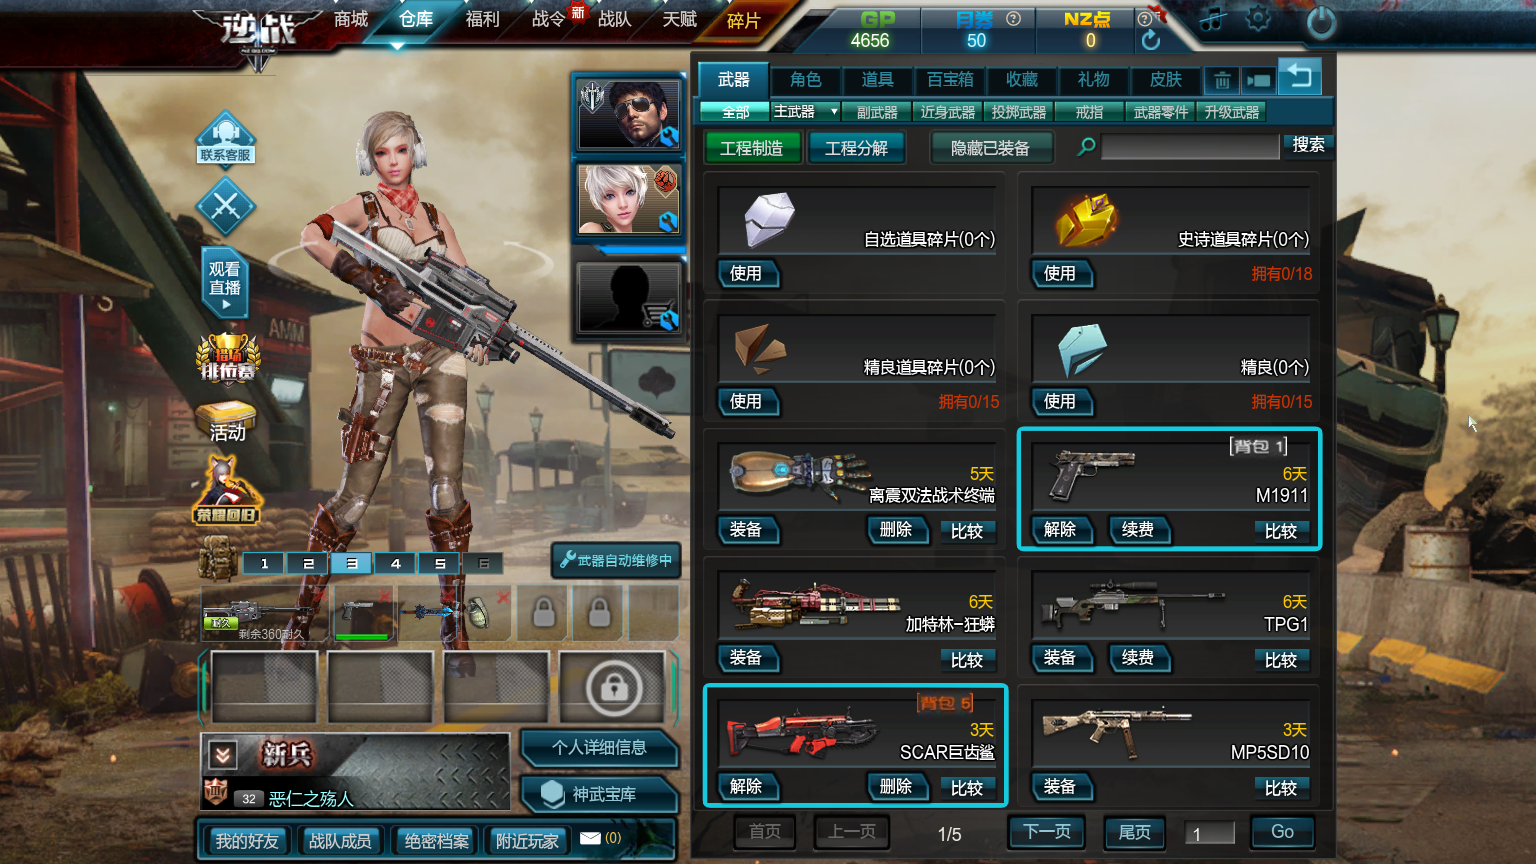 逆战
NZ.QQ.COM
商城
仓库
福利
战令
新
战队
天赋
碎片
GP
4656
月券
50
NZ点
0
武器
角色
道具
百宝箱
收藏
礼物
皮肤
全部
主武器
副武器
近身武器
投掷武器
戒指
武器零件
升级武器
工程制造
工程分解
隐藏已装备
搜索
联系客服
观看
直播
猎场
排位赛
活动
荣耀回归
自选道具碎片(0个)
使用
史诗道具碎片(0个)
使用
拥有0/18
精良道具碎片(0个)
使用
拥有0/15
精良(0个)
使用
拥有0/15
5天
离震双法战术终端
装备
删除
比较
[背包 1]
6天
M1911
解除
续费
比较
6天
加特林-狂蟒
装备
比较
6天
TPG1
装备
续费
比较
[背包 5]
3天
SCAR巨齿鲨
解除
删除
比较
3天
MP5SD10
装备
比较
1
2
3
4
5
6
武器自动维修中
耐久
剩余360耐久
新兵
32
恶仁之殇人
个人详细信息
神武宝库
我的好友
战队成员
绝密档案
附近玩家
(0)
首页
上一页
1/5
下一页
尾页
1
Go